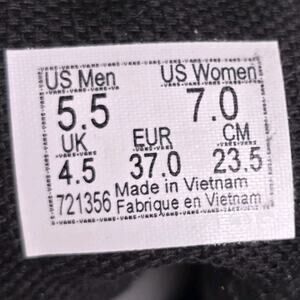 US Men US Women
5.5 7.0
UK EUR CM
4.5 37.0 23.5
Made in Vietnam
721356 Fabrique en Vietnam